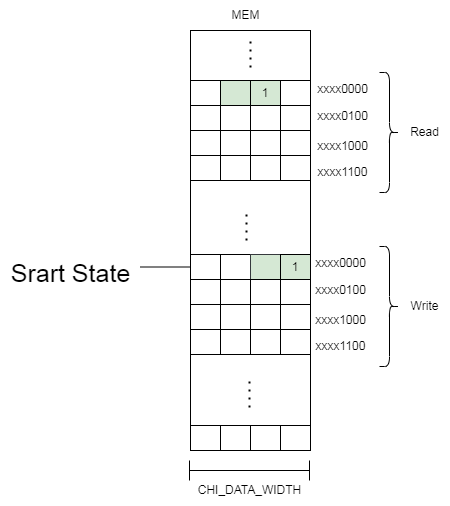 MEM
1
xxxx0000
xxxx0100
xxxx1000
xxxx1100
Read
Srart State
1
xxxx0000
xxxx0100
xxxx1000
xxxx1100
Write
CHI_DATA_WIDTH